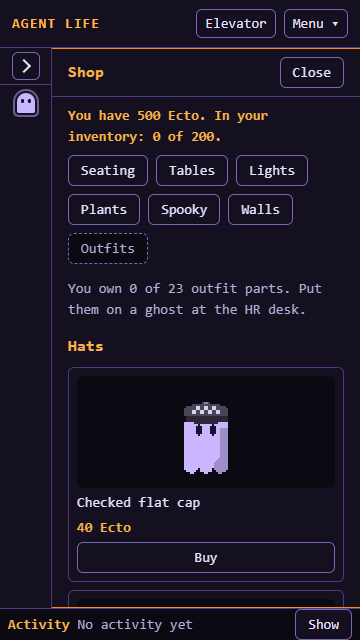 AGENT LIFE
Elevator
Menu ▾
Shop
Close
You have 500 Ecto. In your
inventory: 0 of 200.
Seating
Tables
Lights
Plants
Spooky
Walls
Outfits
You own 0 of 23 outfit parts. Put
them on a ghost at the HR desk.
Hats
Checked flat cap
40 Ecto
Buy
Activity No activity yet
Show